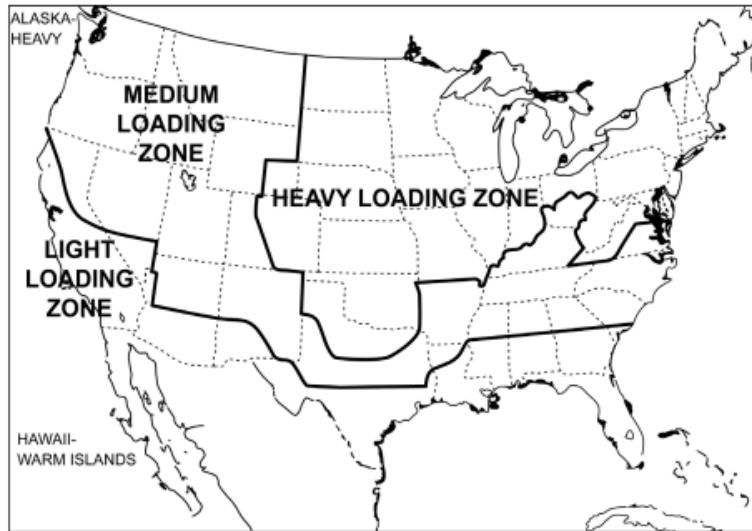 ALASKA-
HEAVY
MEDIUM
LOADING
ZONE
HEAVY LOADING ZONE
LIGHT
LOADING
ZONE
HAWAII-
WARM ISLANDS